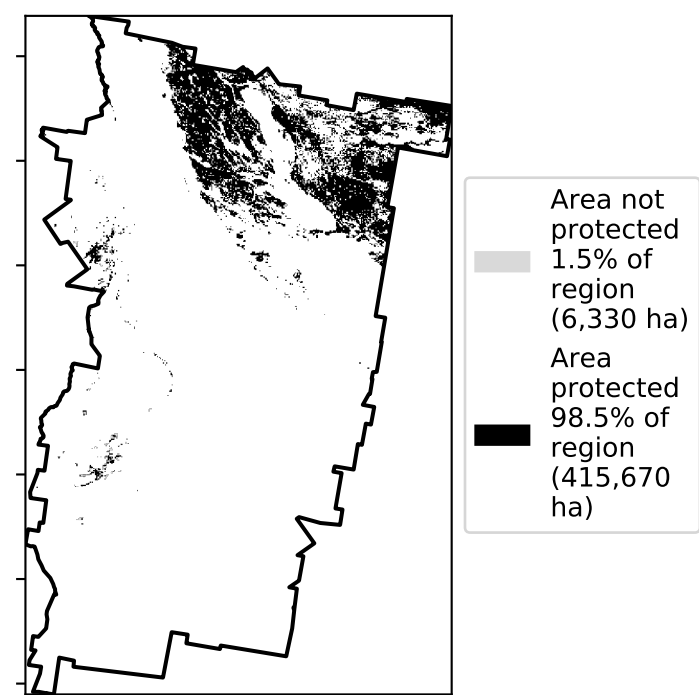 Area not
protected
1.5% of
region
(6,330 ha)
Area
protected
98.5% of
region
(415,670
ha)